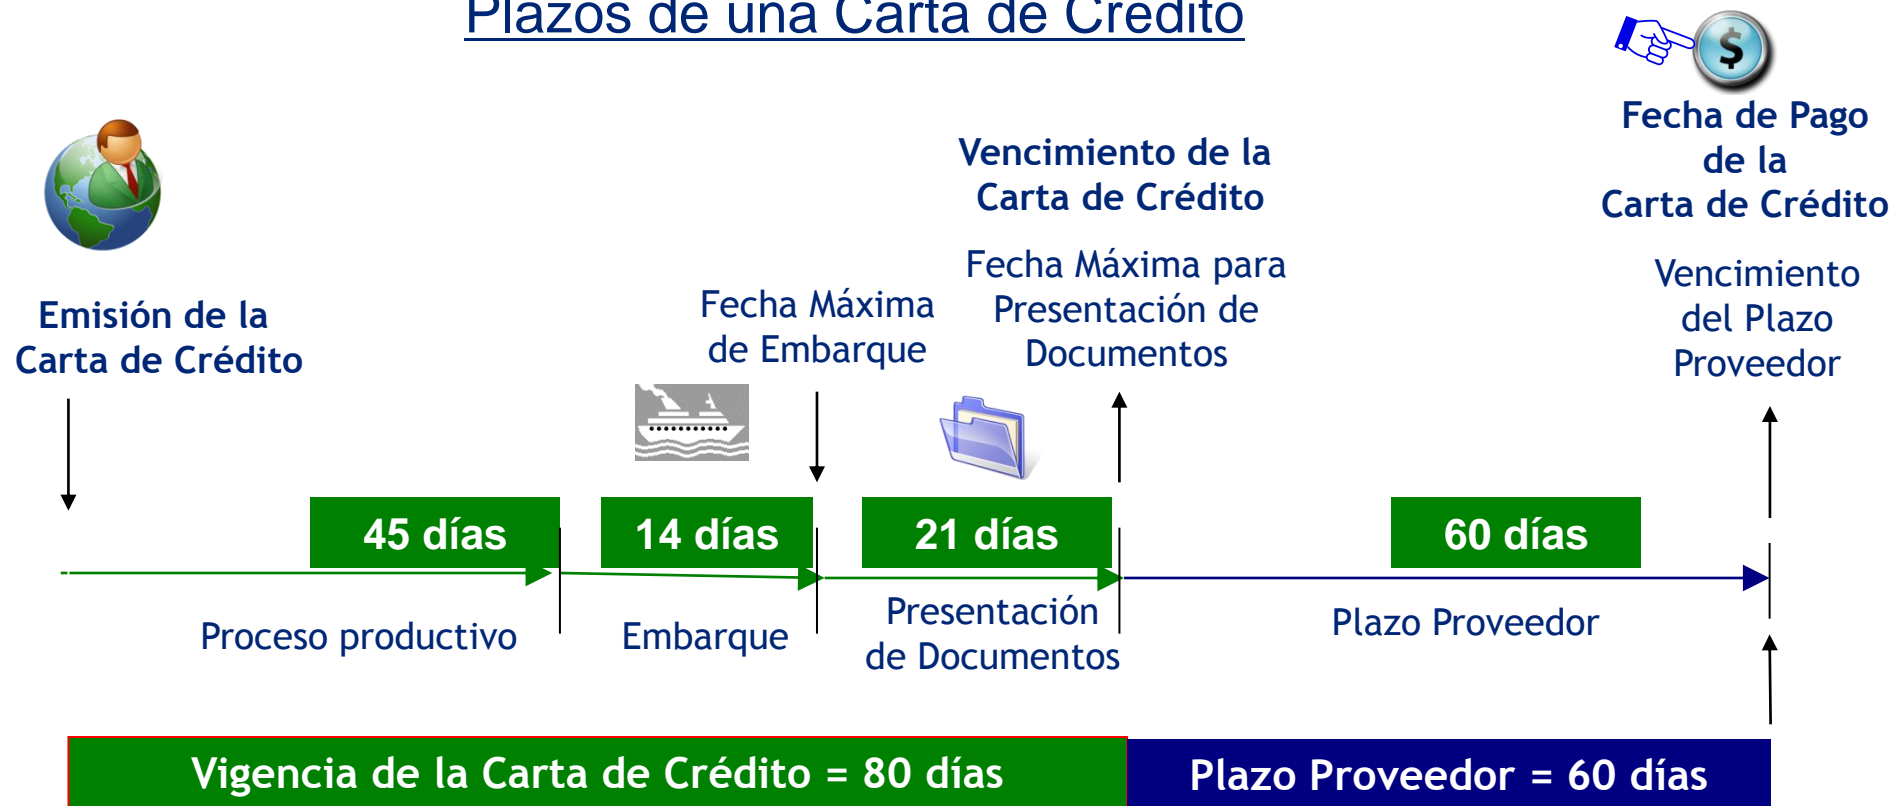 Plazos de una Carta de Crédito
$
Fecha de Pago
de la
Carta de Crédito
Vencimiento de la
Carta de Crédito
Fecha Máxima para
Presentación de
Documentos
Vencimiento
del Plazo
Proveedor
Fecha Máxima
de Embarque
Emisión de la
Carta de Crédito
45 días
14 días
21 días
60 días
Proceso productivo
Embarque
Presentación
de Documentos
Plazo Proveedor
Vigencia de la Carta de Crédito = 80 días
Plazo Proveedor = 60 días